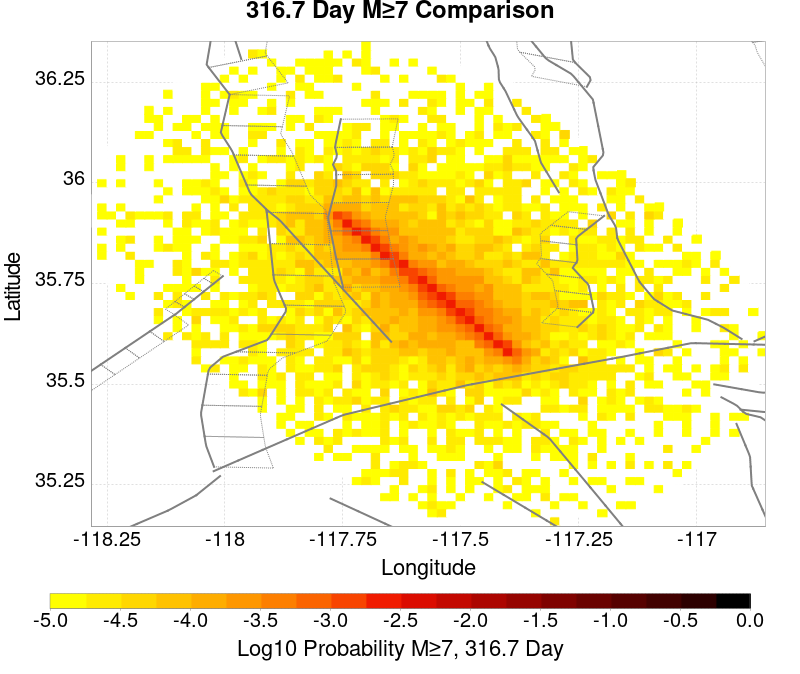 316.7 Day M≥7 Comparison
36.25
36
35.75
35.5
35.25
Latitude
-118.25 -118 -117.75 -117.5 -117.25 -117
Longitude
-5.0 -4.5 -4.0 -3.5 -3.0 -2.5 -2.0 -1.5 -1.0 -0.5 0.0
Log10 Probability M≥7, 316.7 Day